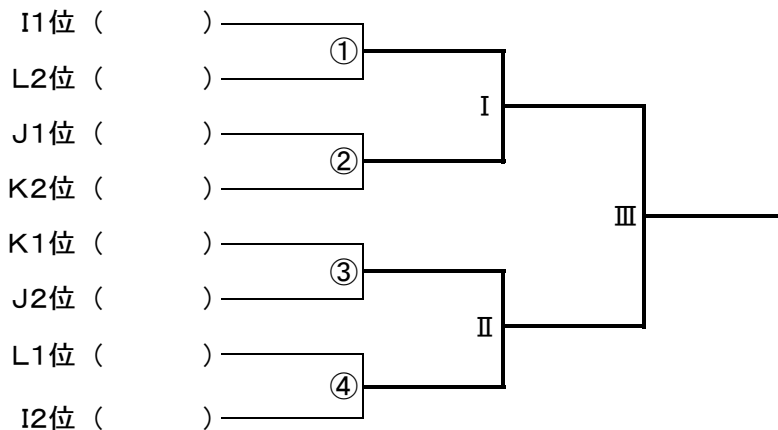 I1位（　　　　）
①
L2位（　　　　）
Ⅰ
J1位（　　　　）
②
K2位（　　　　）
Ⅲ
K1位（　　　　）
③
J2位（　　　　）
Ⅱ
L1位（　　　　）
④
I2位（　　　　）